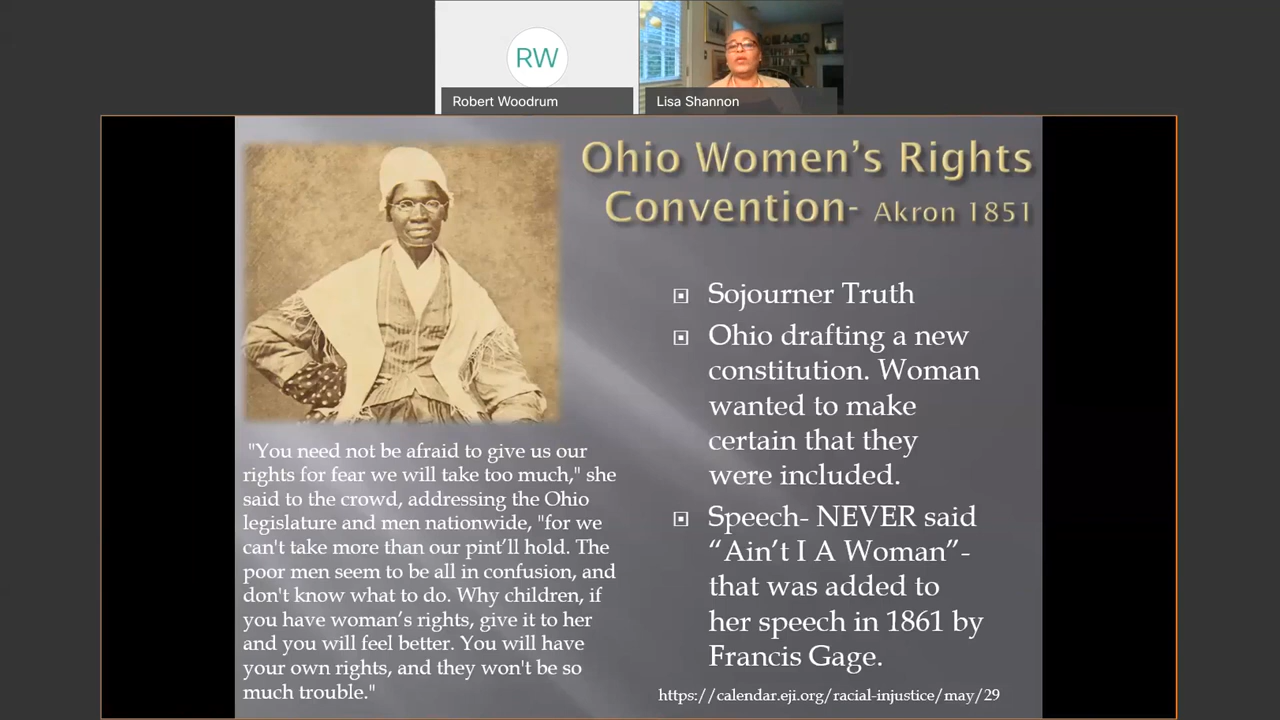 RW
Robert Woodrum
Lisa Shannon
Ohio Women's Rights
Convention- Akron 1851
Sojourner Truth
Ohio drafting a new
constitution. Woman
wanted to make
certain that they
were included.
Speech- NEVER said
“Ain't I A Woman”-
that was added to
her speech in 1861 by
Francis Gage.
"You need not be afraid to give us our
rights for fear we will take too much," she
said to the crowd, addressing the Ohio
legislature and men nationwide, "for we
can't take more than our pint'll hold. The
poor men seem to be all in confusion, and
don't know what to do. Why children, if
you have woman's rights, give it to her
and you will feel better. You will have
your own rights, and they won't be so
much trouble."
https://calendar.eji.org/racial-injustice/may/29